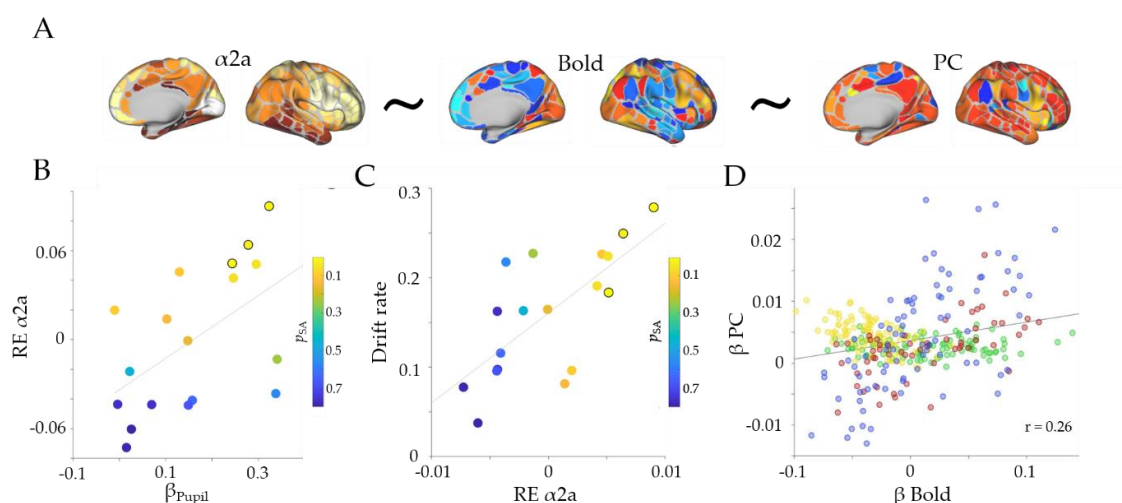 A
α2a
~
Bold
~
PC
B
RE α2a
0.06
0
-0.06
-0.1
0.1
0.3
βPupil
0.1
0.3
0.5
0.7
pSA
C
Drift rate
0.3
0.2
0.1
0
0.01
0
0.01
RE α2a
0.1
0.3
0.5
0.7
pSA
D
β PC
0.02
0.01
0
-0.01
-0.1
0
0.1
β Bold
r = 0.26